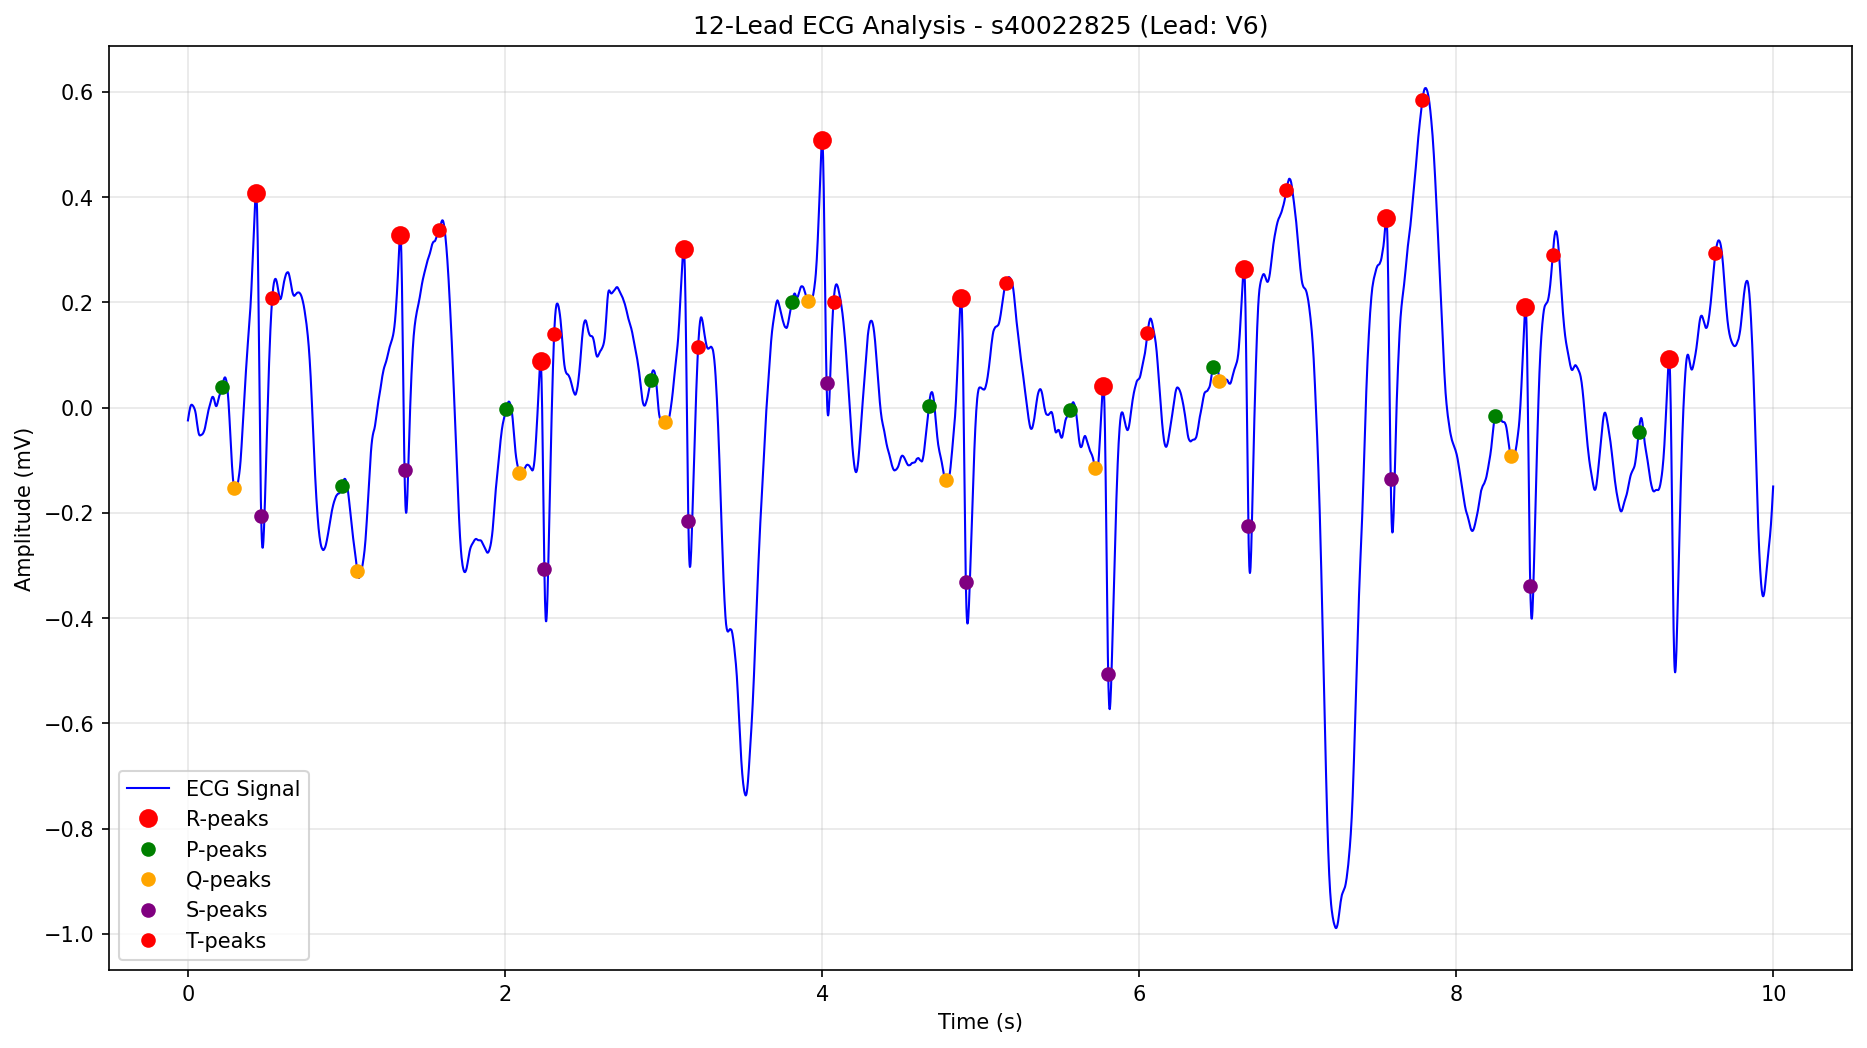 12-Lead ECG Analysis - s40022825 (Lead: V6)
Amplitude (mV)
0.6
0.4
0.2
0.0
−0.2
−0.4
−0.6
−0.8
−1.0
ECG Signal
R-peaks
P-peaks
Q-peaks
S-peaks
T-peaks
0 2 4 6 8 10
Time (s)